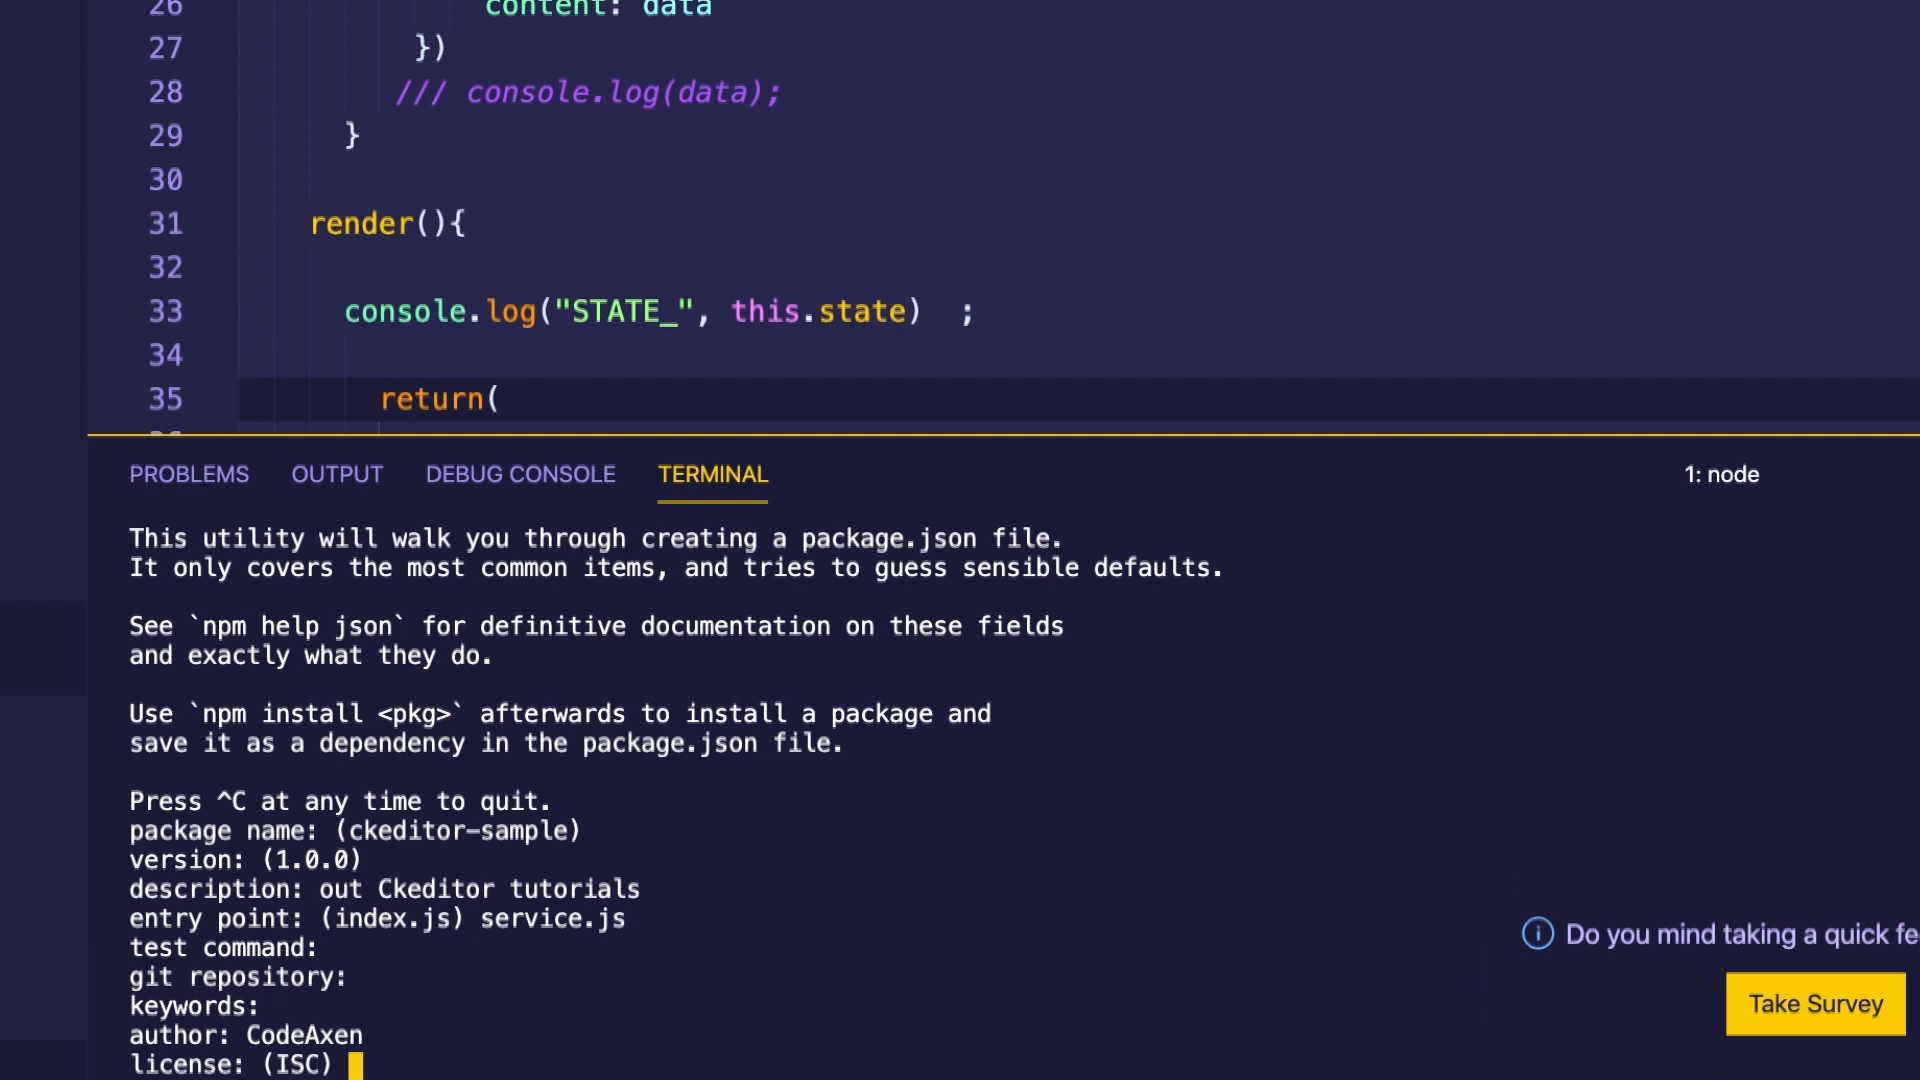 26 content: data
27 })
28 /// console.log(data);
29 }
30
31 render(){
32
33 console.log("STATE_", this.state)  ;
34
35 return(
PROBLEMS OUTPUT DEBUG CONSOLE TERMINAL 1: node
This utility will walk you through creating a package.json file.
It only covers the most common items, and tries to guess sensible defaults.
See `npm help json` for definitive documentation on these fields
and exactly what they do.
Use `npm install <pkg>` afterwards to install a package and
save it as a dependency in the package.json file.
Press ^C at any time to quit.
package name: (ckeditor-sample)
version: (1.0.0)
description: out Ckeditor tutorials
entry point: (index.js) service.js
test command:
git repository:
keywords:
author: CodeAxen
license: (ISC)
Do you mind taking a quick fe
Take Survey